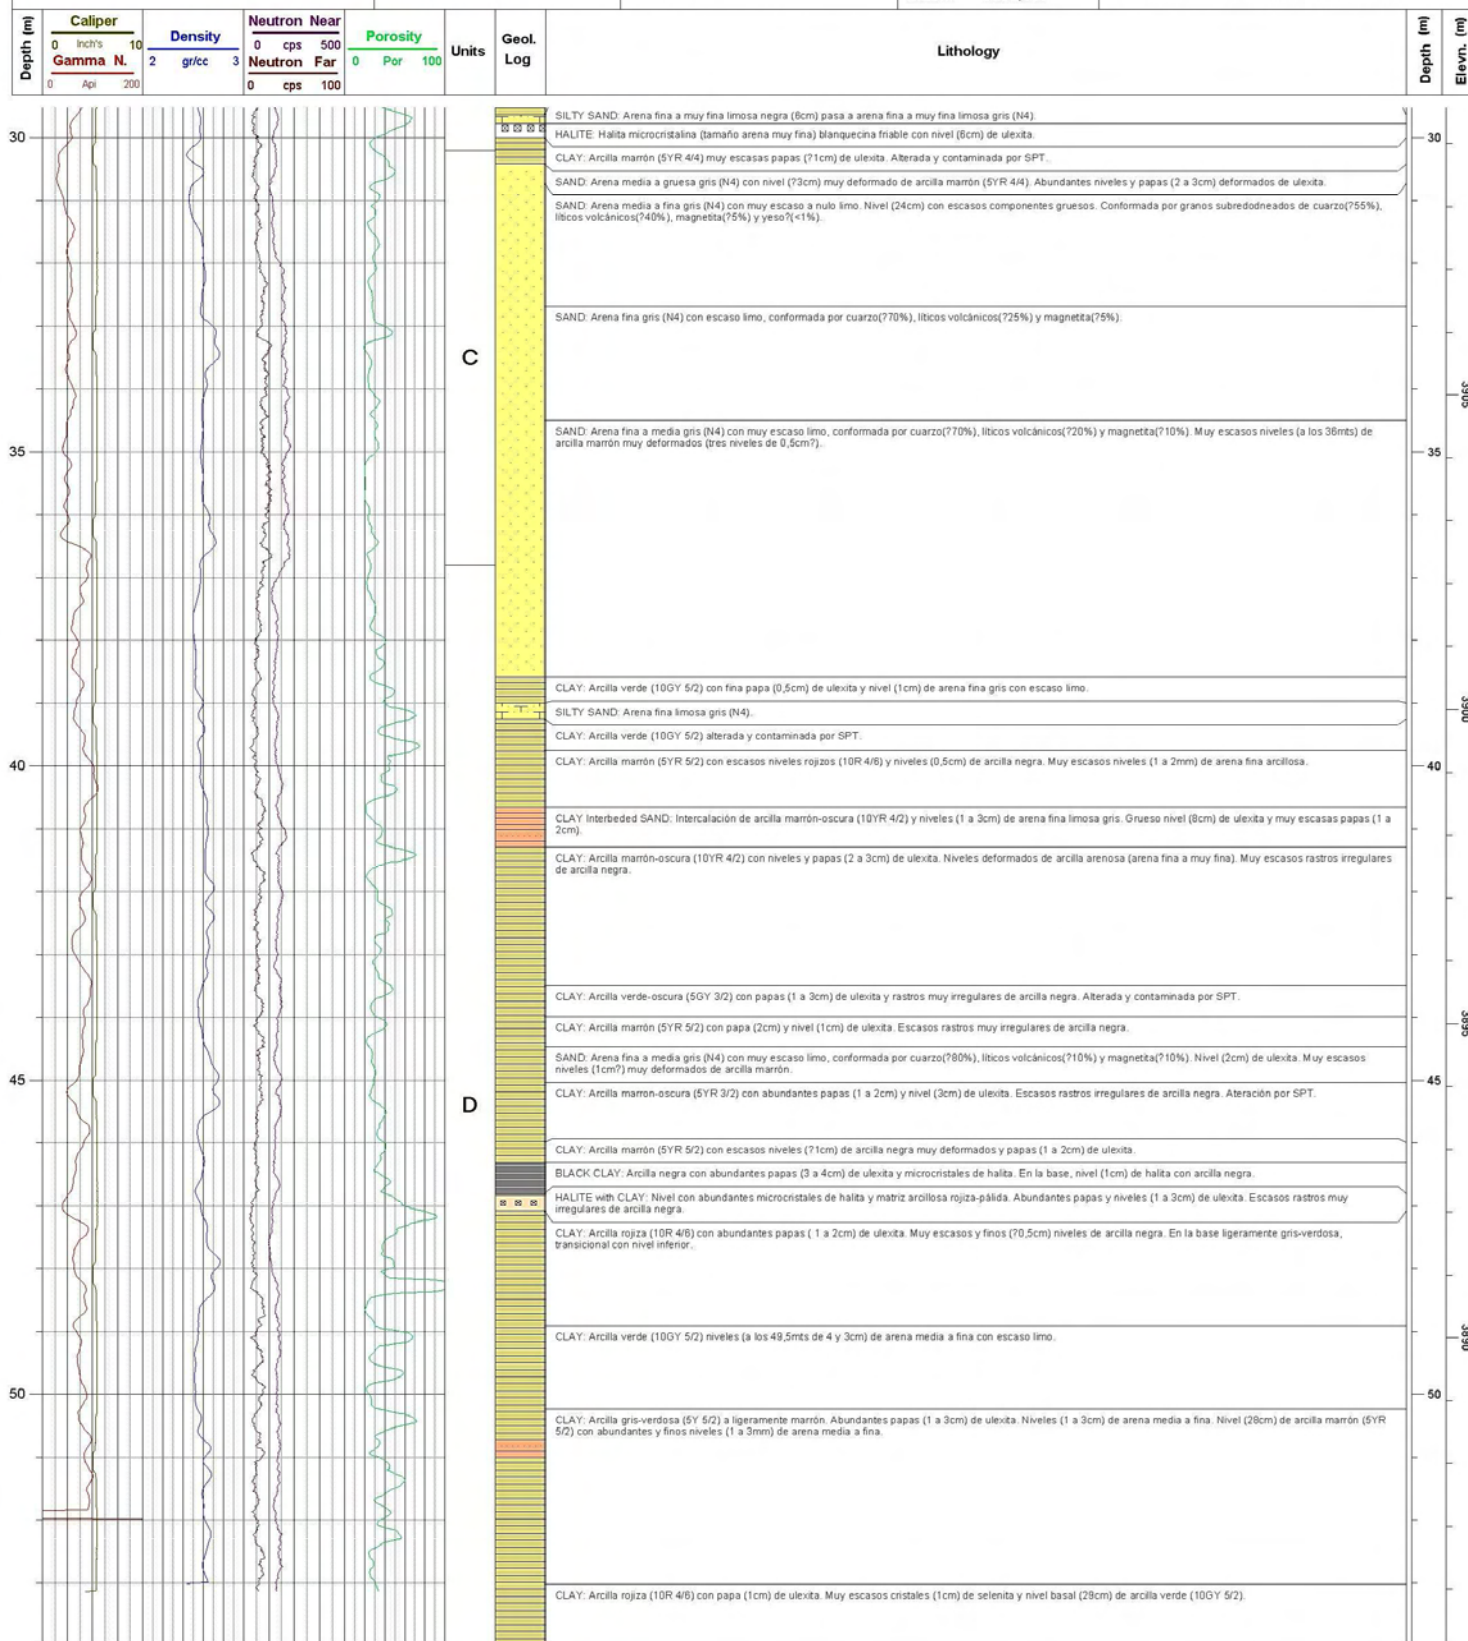 Depth (m)
Caliper
0 Inch's 10
Gamma N.
0 Api 200
Density
2 gr/cc 3
Neutron Near
0 cps 500
Neutron Far
0 cps 100
Porosity
0 Por 100
Units
Geol.
Log
Lithology
Depth (m)
Elevn. (m)
SILTY SAND: Arena fina a muy fina limosa negra (6cm) pasa a arena fina a muy fina limosa gris (N4).
30
HALITE: Halita microcristalina (tamaño arena muy fina) blanquecina friable con nivel (6cm) de ulexita.
30
CLAY: Arcilla marrón (5YR 4/4) muy escasas papas (?1cm) de ulexita. Alterada y contaminada por SPT.
SAND: Arena media a gruesa gris (N4) con nivel (?3cm) muy deformado de arcilla marrón (5YR 4/4). Abundantes niveles y papas (2 a 3cm) deformados de ulexita.
SAND: Arena media a fina gris (N4) con muy escaso a nulo limo. Nivel (24cm) con escasos componentes gruesos. Conformada por granos subredodneados de cuarzo(?55%),
líticos volcánicos(?40%), magnetita(?5%) y yeso?(<1%).
SAND: Arena fina gris (N4) con escaso limo, conformada por cuarzo(?70%), líticos volcánicos(?25%) y magnetita(?5%).
C
3905
SAND: Arena fina a media gris (N4) con muy escaso limo, conformada por cuarzo(?70%), líticos volcánicos(?20%) y magnetita(?10%). Muy escasos niveles (a los 36mts) de
arcilla marrón muy deformados (tres niveles de 0,5cm?).
35
35
CLAY: Arcilla verde (10GY 5/2) con fina papa (0,5cm) de ulexita y nivel (1cm) de arena fina gris con escaso limo.
SILTY SAND: Arena fina limosa gris (N4).
3900
CLAY: Arcilla verde (10GY 5/2) alterada y contaminada por SPT.
40
CLAY: Arcilla marrón (5YR 5/2) con escasos niveles rojizos (10R 4/6) y niveles (0,5cm) de arcilla negra. Muy escasos niveles (1 a 2mm) de arena fina arcillosa.
40
CLAY Interbeded SAND: Intercalación de arcilla marrón-oscura (10YR 4/2) y niveles (1 a 3cm) de arena fina limosa gris. Grueso nivel (8cm) de ulexita y muy escasas papas (1 a
2cm).
CLAY: Arcilla marrón-oscura (10YR 4/2) con niveles y papas (2 a 3cm) de ulexita. Niveles deformados de arcilla arenosa (arena fina a muy fina). Muy escasos rastros irregulares
de arcilla negra.
CLAY: Arcilla verde-oscura (5GY 3/2) con papas (1 a 3cm) de ulexita y rastros muy irregulares de arcilla negra. Alterada y contaminada por SPT.
CLAY: Arcilla marrón (5YR 5/2) con papa (2cm) y nivel (1cm) de ulexita. Escasos rastros muy irregulares de arcilla negra.
3895
SAND: Arena fina a media gris (N4) con muy escaso limo, conformada por cuarzo(?80%), líticos volcánicos(?10%) y magnetita(?10%). Nivel (2cm) de ulexita. Muy escasos
niveles (1cm?) muy deformados de arcilla marrón.
45
45
CLAY: Arcilla marron-oscura (5YR 3/2) con abundantes papas (1 a 2cm) y nivel (3cm) de ulexita. Escasos rastros irregulares de arcilla negra. Ateración por SPT.
D
CLAY: Arcilla marrón (5YR 5/2) con escasos niveles (?1cm) de arcilla negra muy deformados y papas (1 a 2cm) de ulexita.
BLACK CLAY: Arcilla negra con abundantes papas (3 a 4cm) de ulexita y microcristales de halita. En la base, nivel (1cm) de halita con arcilla negra.
HALITE with CLAY: Nivel con abundantes microcristales de halita y matriz arcillosa rojiza-pálida. Abundantes papas y niveles (1 a 3cm) de ulexita. Escasos rastros muy
irregulares de arcilla negra.
CLAY: Arcilla rojiza (10R 4/6) con abundantes papas ( 1 a 2cm) de ulexita. Muy escasos y finos (?0,5cm) niveles de arcilla negra. En la base ligeramente gris-verdosa,
transicional con nivel inferior.
CLAY: Arcilla verde (10GY 5/2) niveles (a los 49,5mts de 4 y 3cm) de arena media a fina con escaso limo.
3890
50
50
CLAY: Arcilla gris-verdosa (5Y 5/2) a ligeramente marrón. Abundantes papas (1 a 3cm) de ulexita. Niveles (1 a 3cm) de arena media a fina. Nivel (28cm) de arcilla marrón (5YR
5/2) con abundantes y finos niveles (1 a 3mm) de arena media a fina.
CLAY: Arcilla rojiza (10R 4/6) con papa (1cm) de ulexita. Muy escasos cristales (1cm) de selenita y nivel basal (28cm) de arcilla verde (10GY 5/2).